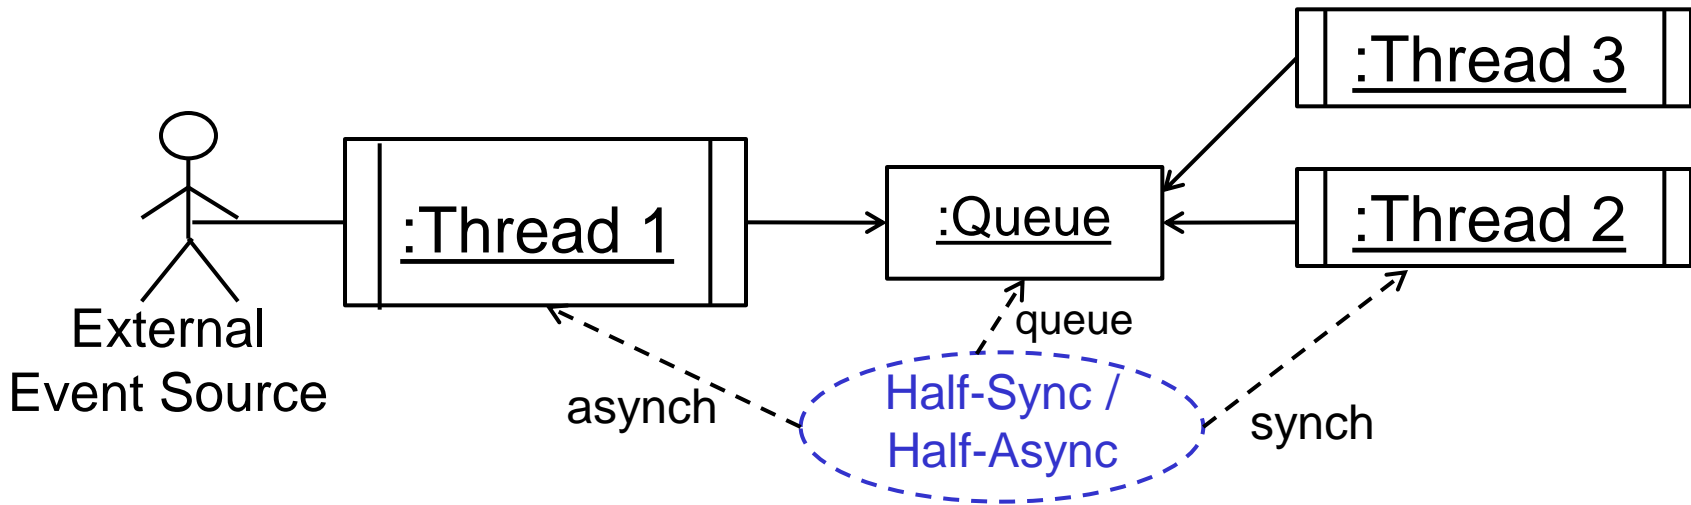 :Thread 3
:Thread 1
:Queue
:Thread 2
External
Event Source
queue
asynch
Half-Sync /
Half-Async
synch